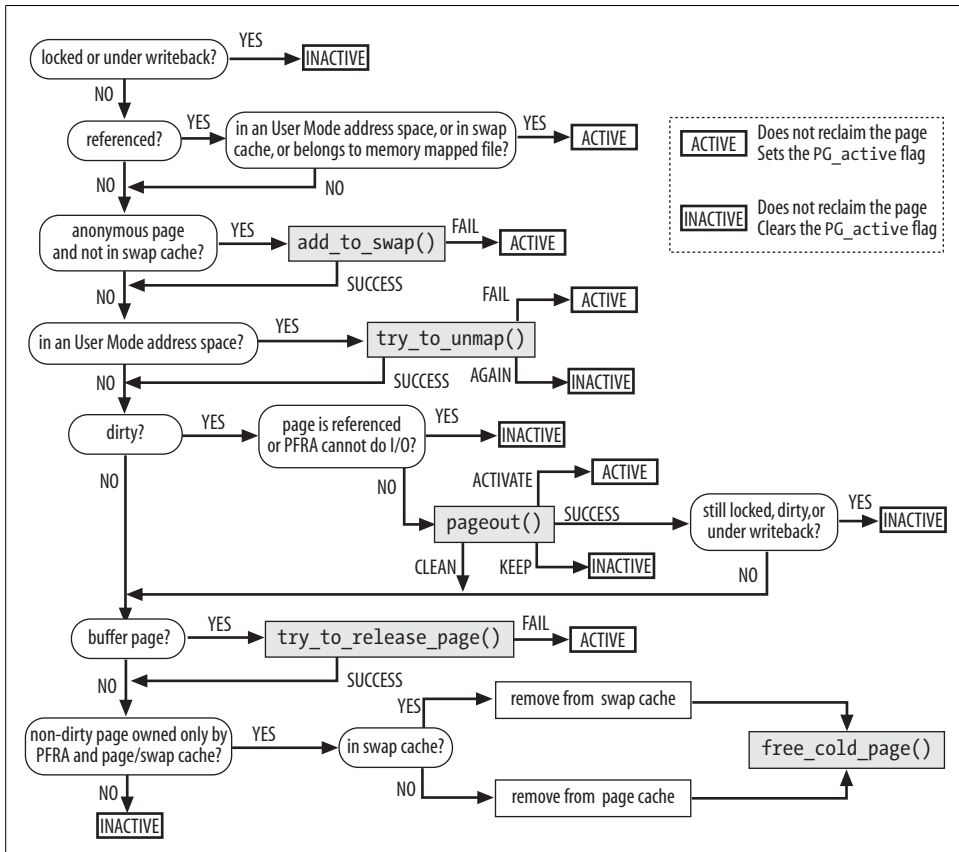 locked or under writeback?
YES
INACTIVE
NO
referenced?
YES
in an User Mode address space, or in swap
cache, or belongs to memory mapped file?
YES
ACTIVE
NO
NO
ACTIVE
Does not reclaim the page
Sets the PG_active flag
INACTIVE
Does not reclaim the page
Clears the PG_active flag
anonymous page
and not in swap cache?
YES
add_to_swap()
FAIL
ACTIVE
SUCCESS
NO
in an User Mode address space?
YES
try_to_unmap()
FAIL
ACTIVE
AGAIN
INACTIVE
SUCCESS
NO
dirty?
YES
page is referenced
or PFRA cannot do I/O?
YES
INACTIVE
NO
NO
pageout()
ACTIVATE
ACTIVE
SUCCESS
still locked, dirty,or
under writeback?
YES
INACTIVE
CLEAN
KEEP
INACTIVE
NO
buffer page?
YES
try_to_release_page()
FAIL
ACTIVE
SUCCESS
NO
non-dirty page owned only by
PFRA and page/swap cache?
YES
in swap cache?
YES
remove from swap cache
free_cold_page()
NO
remove from page cache
NO
INACTIVE